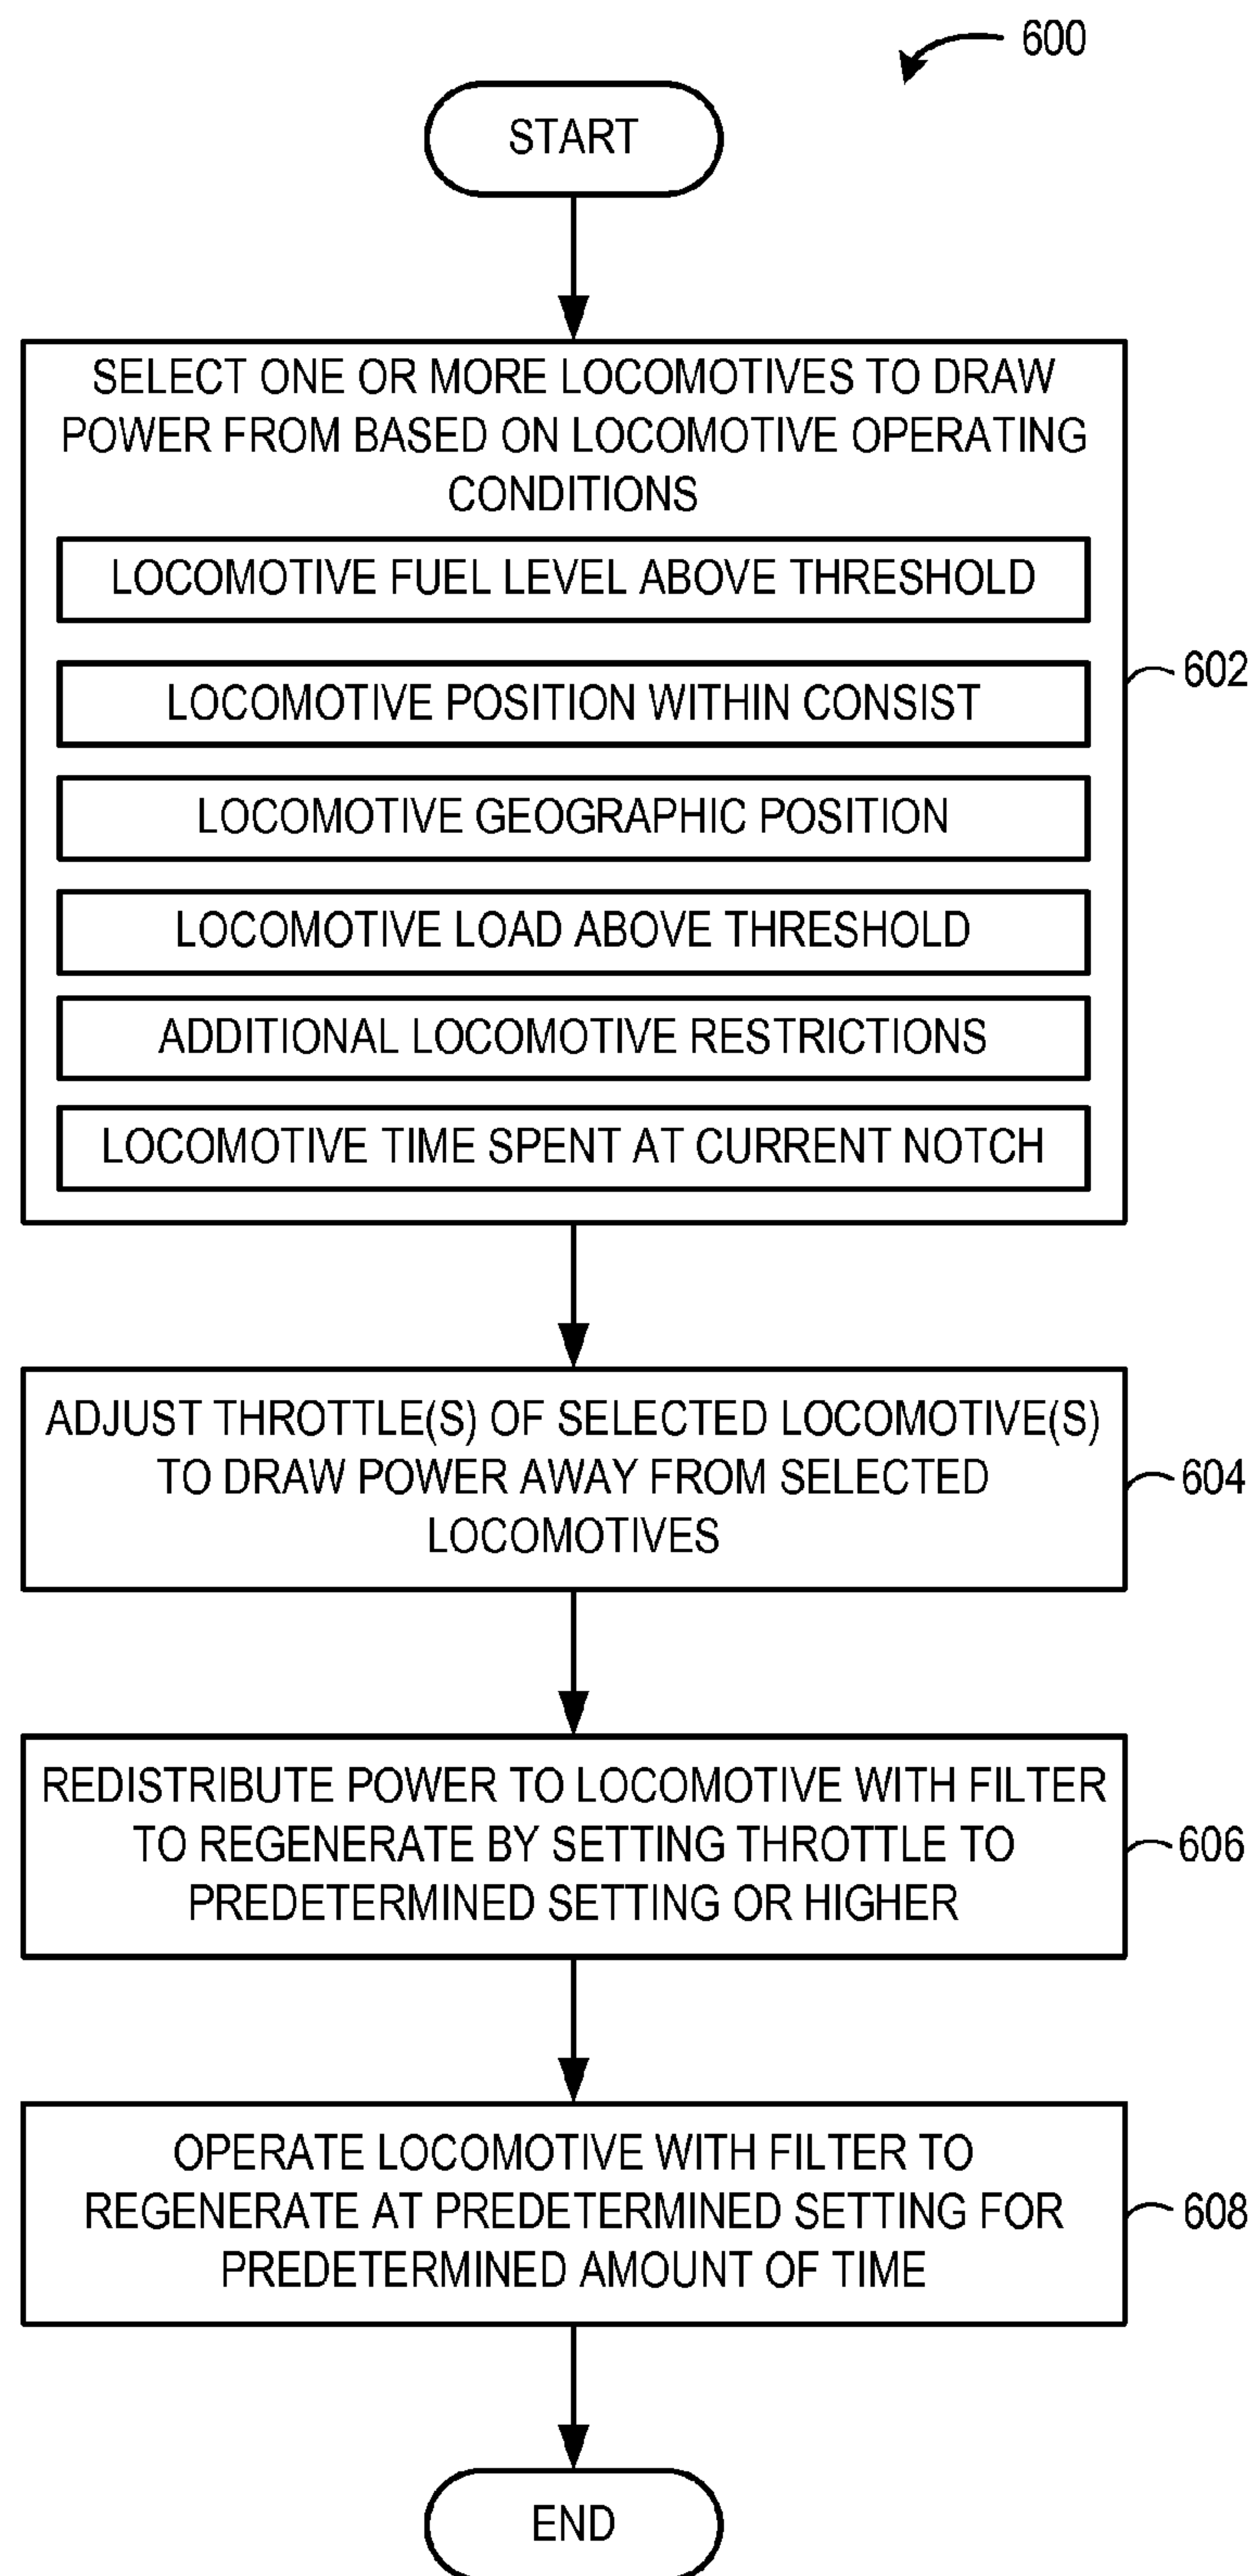 600
START
SELECT ONE OR MORE LOCOMOTIVES TO DRAW
POWER FROM BASED ON LOCOMOTIVE OPERATING
CONDITIONS
LOCOMOTIVE FUEL LEVEL ABOVE THRESHOLD
LOCOMOTIVE POSITION WITHIN CONSIST
602
LOCOMOTIVE GEOGRAPHIC POSITION
LOCOMOTIVE LOAD ABOVE THRESHOLD
ADDITIONAL LOCOMOTIVE RESTRICTIONS
LOCOMOTIVE TIME SPENT AT CURRENT NOTCH
ADJUST THROTTLE(S) OF SELECTED LOCOMOTIVE(S)
TO DRAW POWER AWAY FROM SELECTED
LOCOMOTIVES
604
REDISTRIBUTE POWER TO LOCOMOTIVE WITH FILTER
TO REGENERATE BY SETTING THROTTLE TO
PREDETERMINED SETTING OR HIGHER
606
OPERATE LOCOMOTIVE WITH FILTER TO
REGENERATE AT PREDETERMINED SETTING FOR
PREDETERMINED AMOUNT OF TIME
608
END